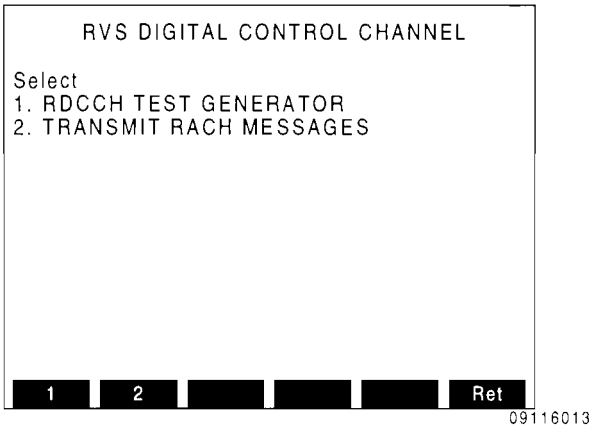 RVS DIGITAL CONTROL CHANNEL
Select
1. RDCCH TEST GENERATOR
2. TRANSMIT RACH MESSAGES
1 2 Ret
09116013